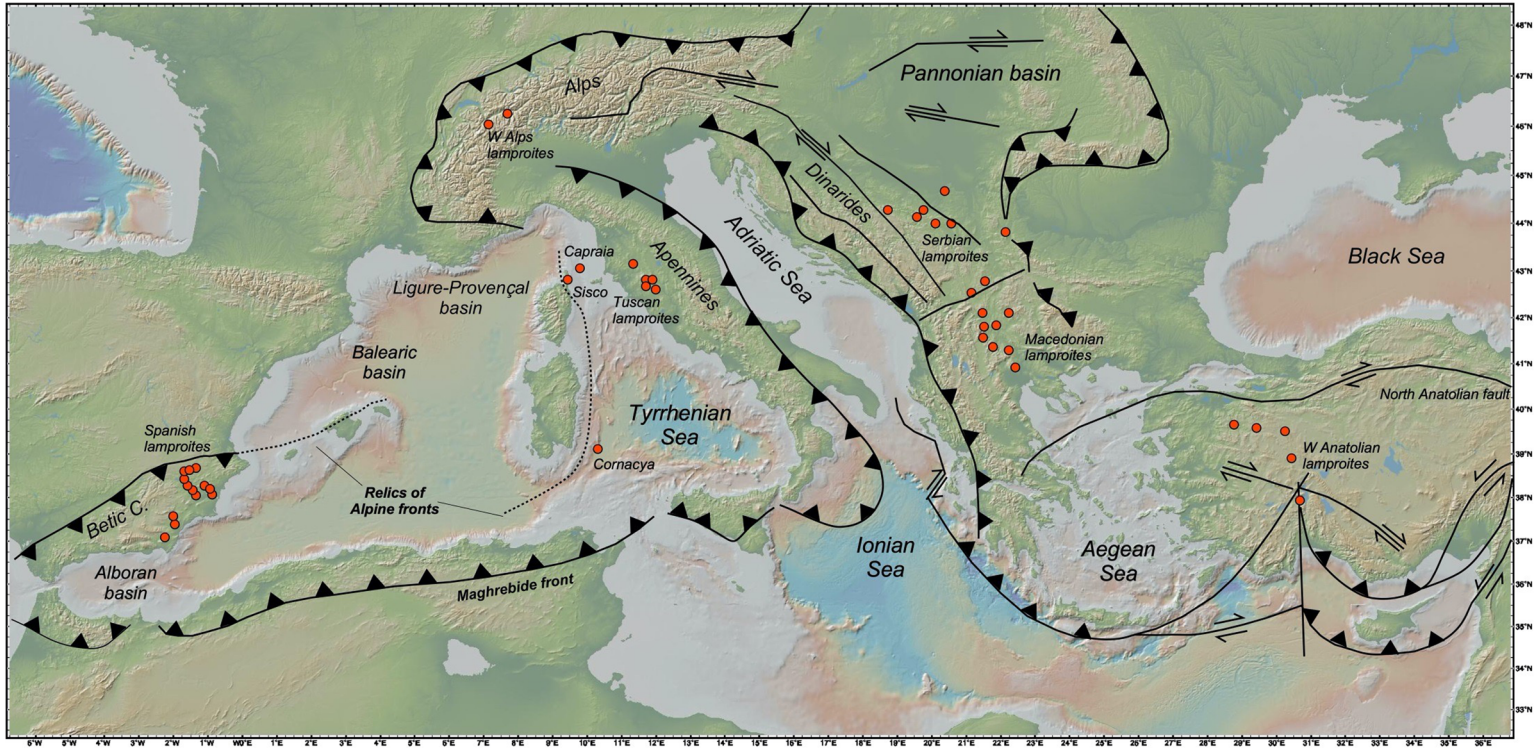 48°N
47°N
46°N
45°N
44°N
43°N
42°N
41°N
40°N
39°N
38°N
37°N
36°N
35°N
34°N
33°N
Alps
Pannonian basin
W Alps
lamproites
Dinarides
Serbian
lamproites
Adriatic Sea
Black Sea
Capraia
Sisco
Apennines
Tuscan
lamproites
Ligure-Provençal
basin
Macedonian
lamproites
Balearic
basin
North Anatolian fault
Tyrrhenian
Sea
Spanish
lamproites
W Anatolian
lamproites
Cornacya
Relics of
Alpine fronts
Betic C.
Ionian
Sea
Aegean
Sea
Alboran
basin
Maghrebide front
6°W 5°W 4°W 3°W 2°W 1°W 0°E 1°E 2°E 3°E 4°E 5°E 6°E 7°E 8°E 9°E 10°E 11°E 12°E 13°E 14°E 15°E 16°E 17°E 18°E 19°E 20°E 21°E 22°E 23°E 24°E 25°E 26°E 27°E 28°E 29°E 30°E 31°E 32°E 33°E 34°E 35°E 36°E